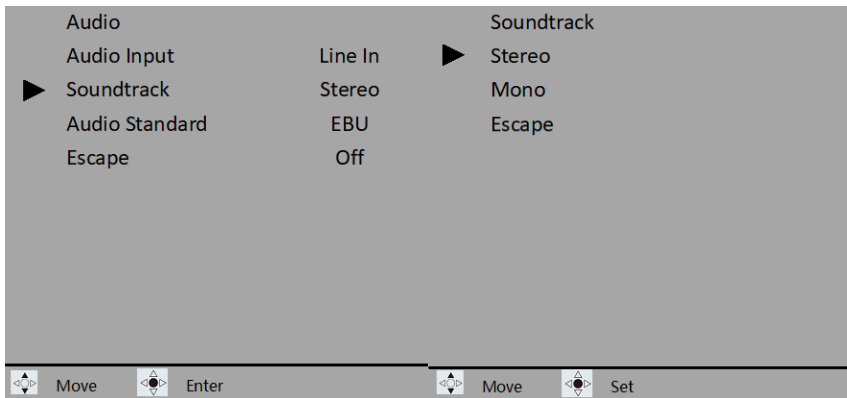 Audio
Audio Input Line In
Soundtrack Stereo
Audio Standard EBU
Escape Off
Move Enter
Soundtrack
Stereo
Mono
Escape
Move Set